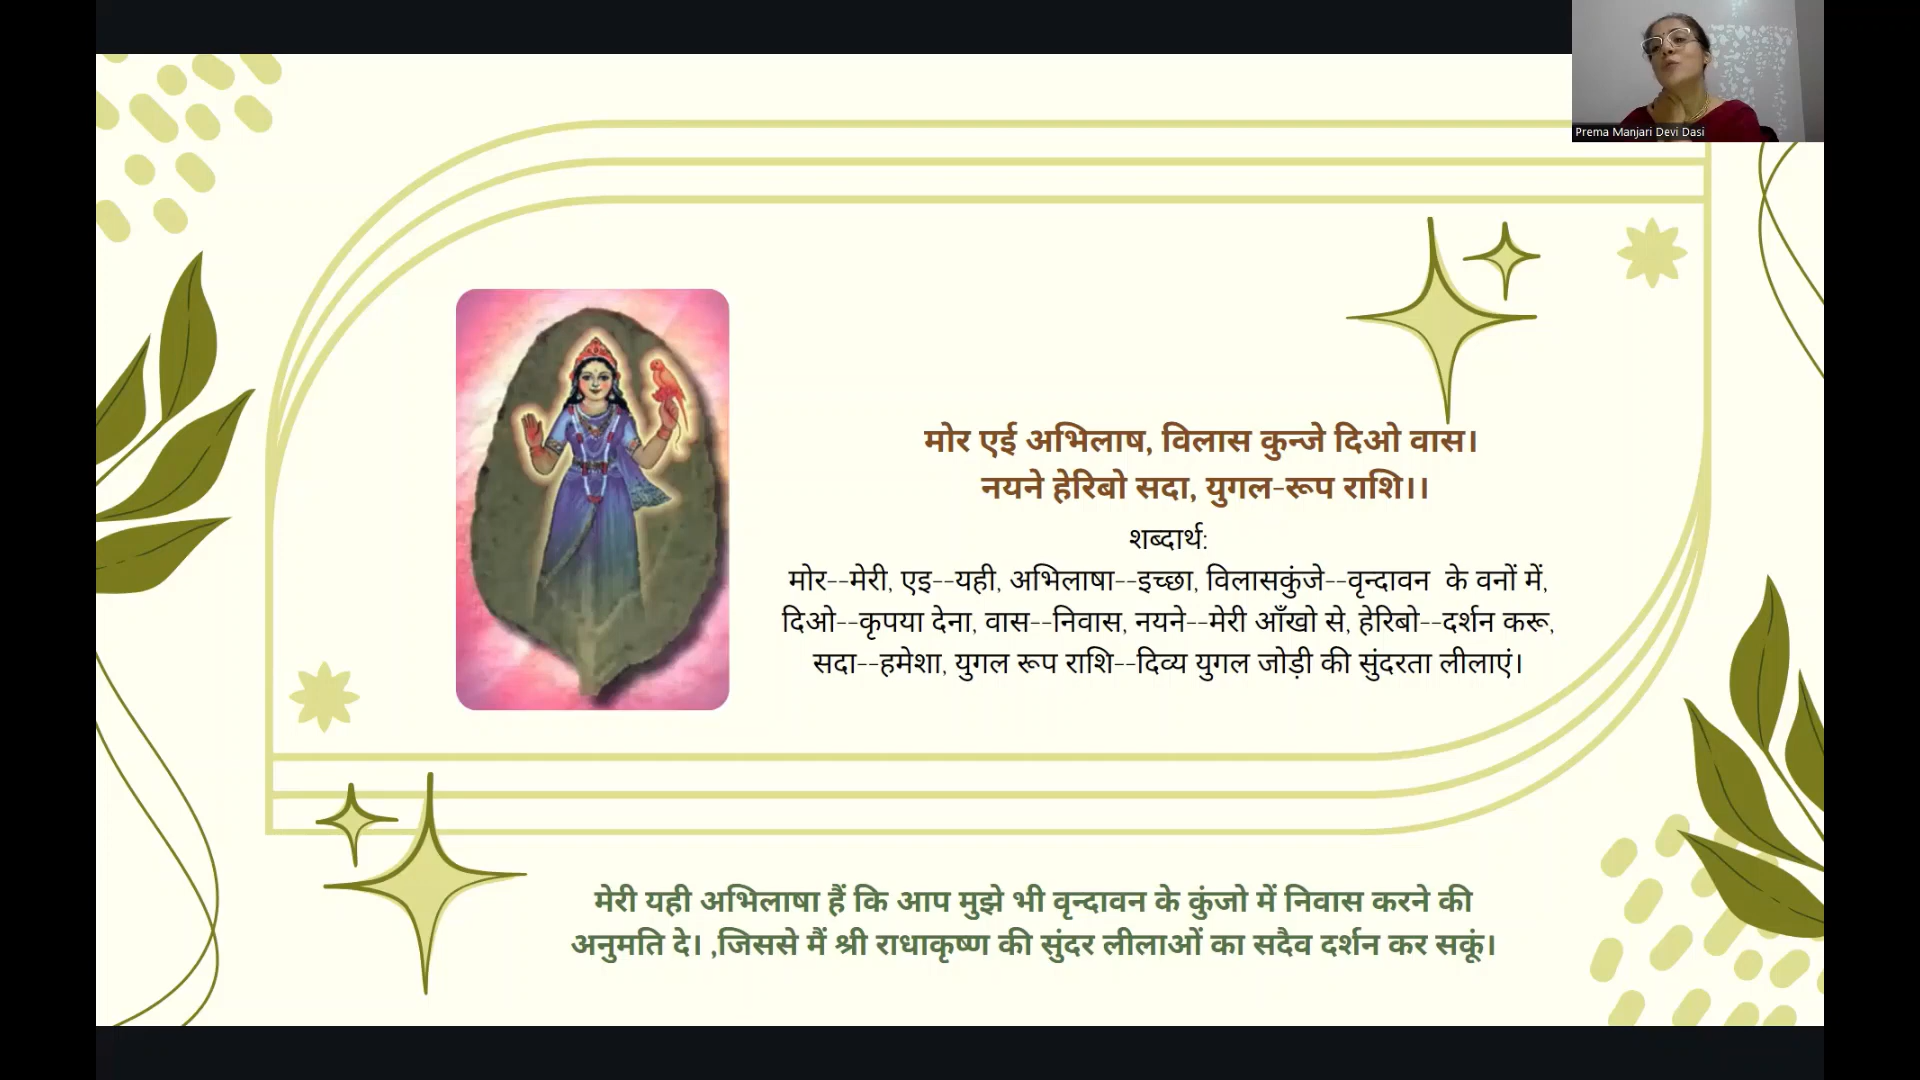 Prema Manjari Devi Dasi
मोर एई अभिलाष, विलास कुन्जे दिओ वास।
नयने हेरिबो सदा, युगल-रूप राशि।।
शब्दार्थ:
मोर--मेरी, एइ--यही, अभिलाषा--इच्छा, विलासकुंजे--वृन्दावन के वनों में,
दिओ--कृपया देना, वास--निवास, नयने--मेरी आँखो से, हेरिबो--दर्शन करू,
सदा--हमेशा, युगल रूप राशि--दिव्य युगल जोड़ी की सुंदरता लीलाएं।
मेरी यही अभिलाषा हैं कि आप मुझे भी वृन्दावन के कुंजो में निवास करने की
अनुमति दे। ,जिससे मैं श्री राधाकृष्ण की सुंदर लीलाओं का सदैव दर्शन कर सकूं।